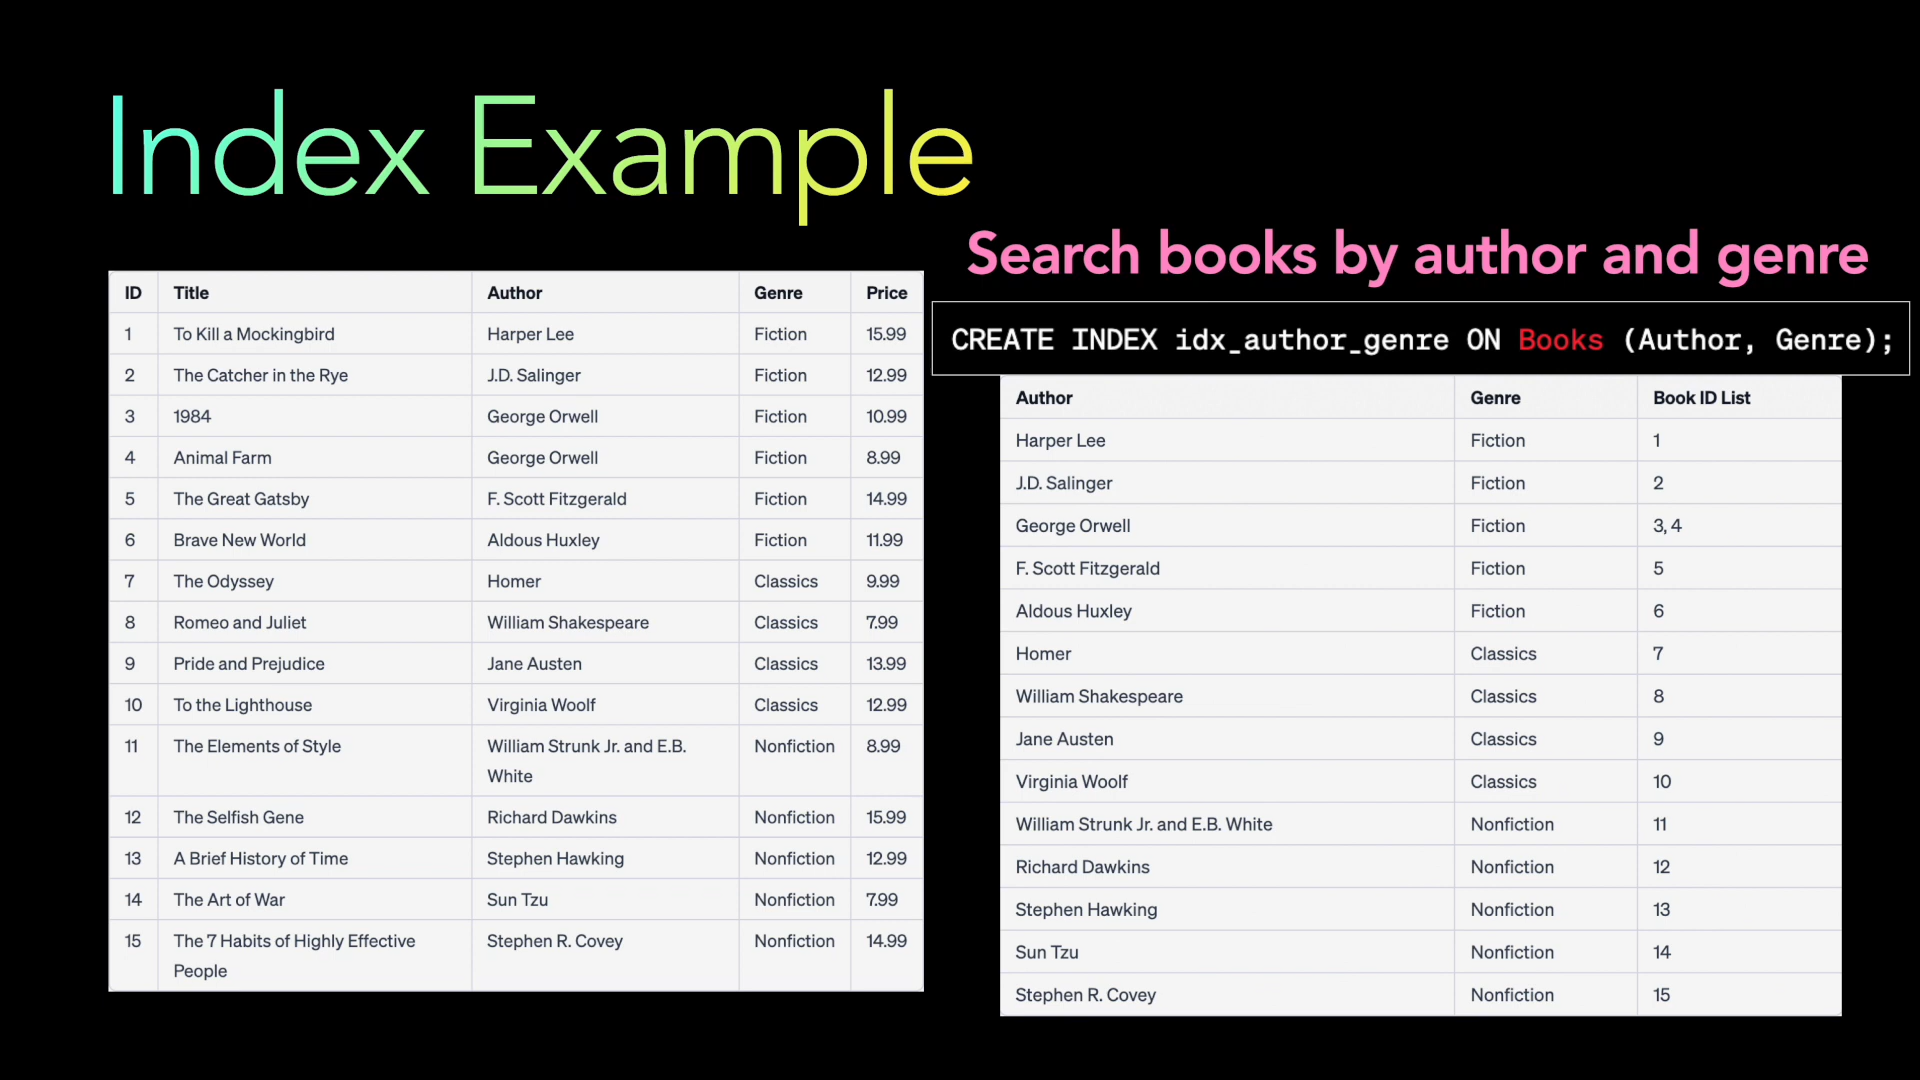 Index Example
Search books by author and genre
CREATE INDEX idx_author_genre ON Books (Author, Genre);
ID Title Author Genre Price
1 To Kill a Mockingbird Harper Lee Fiction 15.99
2 The Catcher in the Rye J.D. Salinger Fiction 12.99
3 1984 George Orwell Fiction 10.99
4 Animal Farm George Orwell Fiction 8.99
5 The Great Gatsby F. Scott Fitzgerald Fiction 14.99
6 Brave New World Aldous Huxley Fiction 11.99
7 The Odyssey Homer Classics 9.99
8 Romeo and Juliet William Shakespeare Classics 7.99
9 Pride and Prejudice Jane Austen Classics 13.99
10 To the Lighthouse Virginia Woolf Classics 12.99
11 The Elements of Style William Strunk Jr. and E.B. Nonfiction 8.99
White
12 The Selfish Gene Richard Dawkins Nonfiction 15.99
13 A Brief History of Time Stephen Hawking Nonfiction 12.99
14 The Art of War Sun Tzu Nonfiction 7.99
15 The 7 Habits of Highly Effective Stephen R. Covey Nonfiction 14.99
People
Author Genre Book ID List
Harper Lee Fiction 1
J.D. Salinger Fiction 2
George Orwell Fiction 3, 4
F. Scott Fitzgerald Fiction 5
Aldous Huxley Fiction 6
Homer Classics 7
William Shakespeare Classics 8
Jane Austen Classics 9
Virginia Woolf Classics 10
William Strunk Jr. and E.B. White Nonfiction 11
Richard Dawkins Nonfiction 12
Stephen Hawking Nonfiction 13
Sun Tzu Nonfiction 14
Stephen R. Covey Nonfiction 15